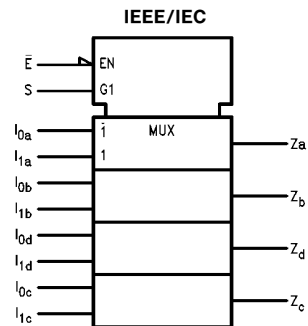 IEEE/IEC
E̅ EN
S G1
I0a 1̅ MUX Za
I1a 1
I0b Zb
I1b
I0d Zd
I1d
I0c Zc
I1c